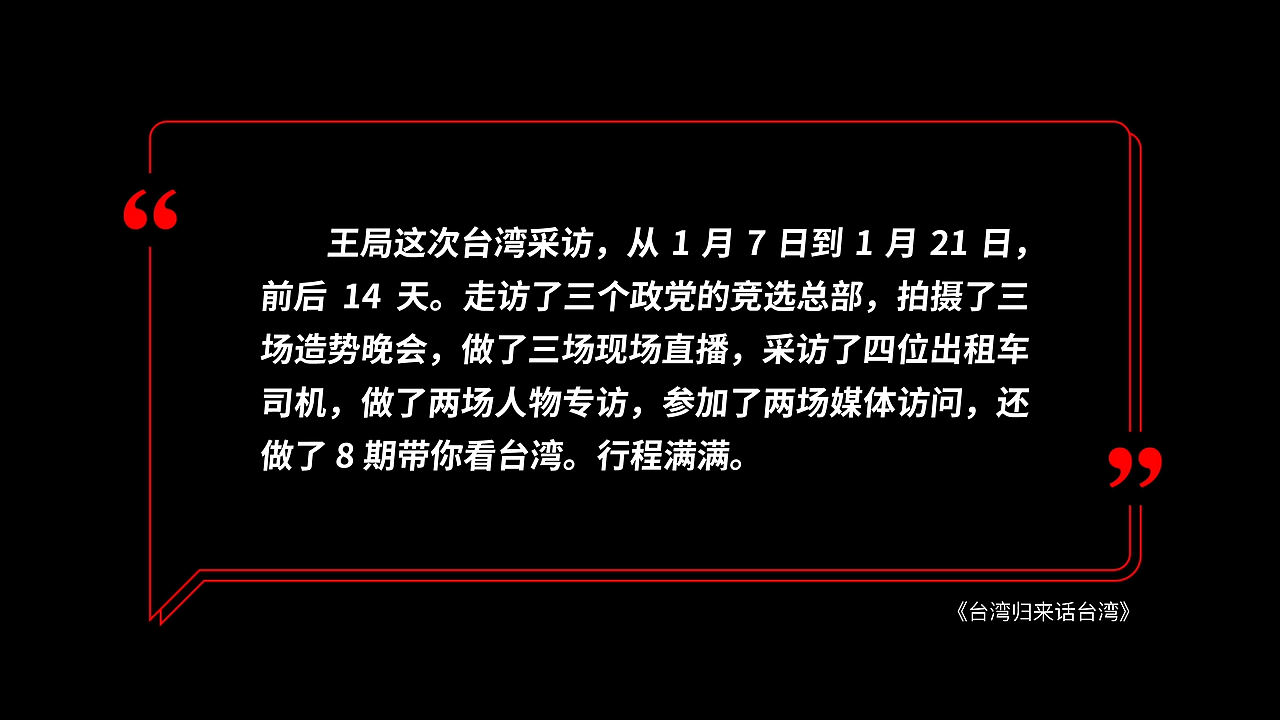 王局这次台湾采访，从 1 月 7 日到 1 月 21 日，
前后 14 天。走访了三个政党的竞选总部，拍摄了三
场造势晚会，做了三场现场直播，采访了四位出租车
司机，做了两场人物专访，参加了两场媒体访问，还
做了 8 期带你看台湾。行程满满。
《台湾归来话台湾》